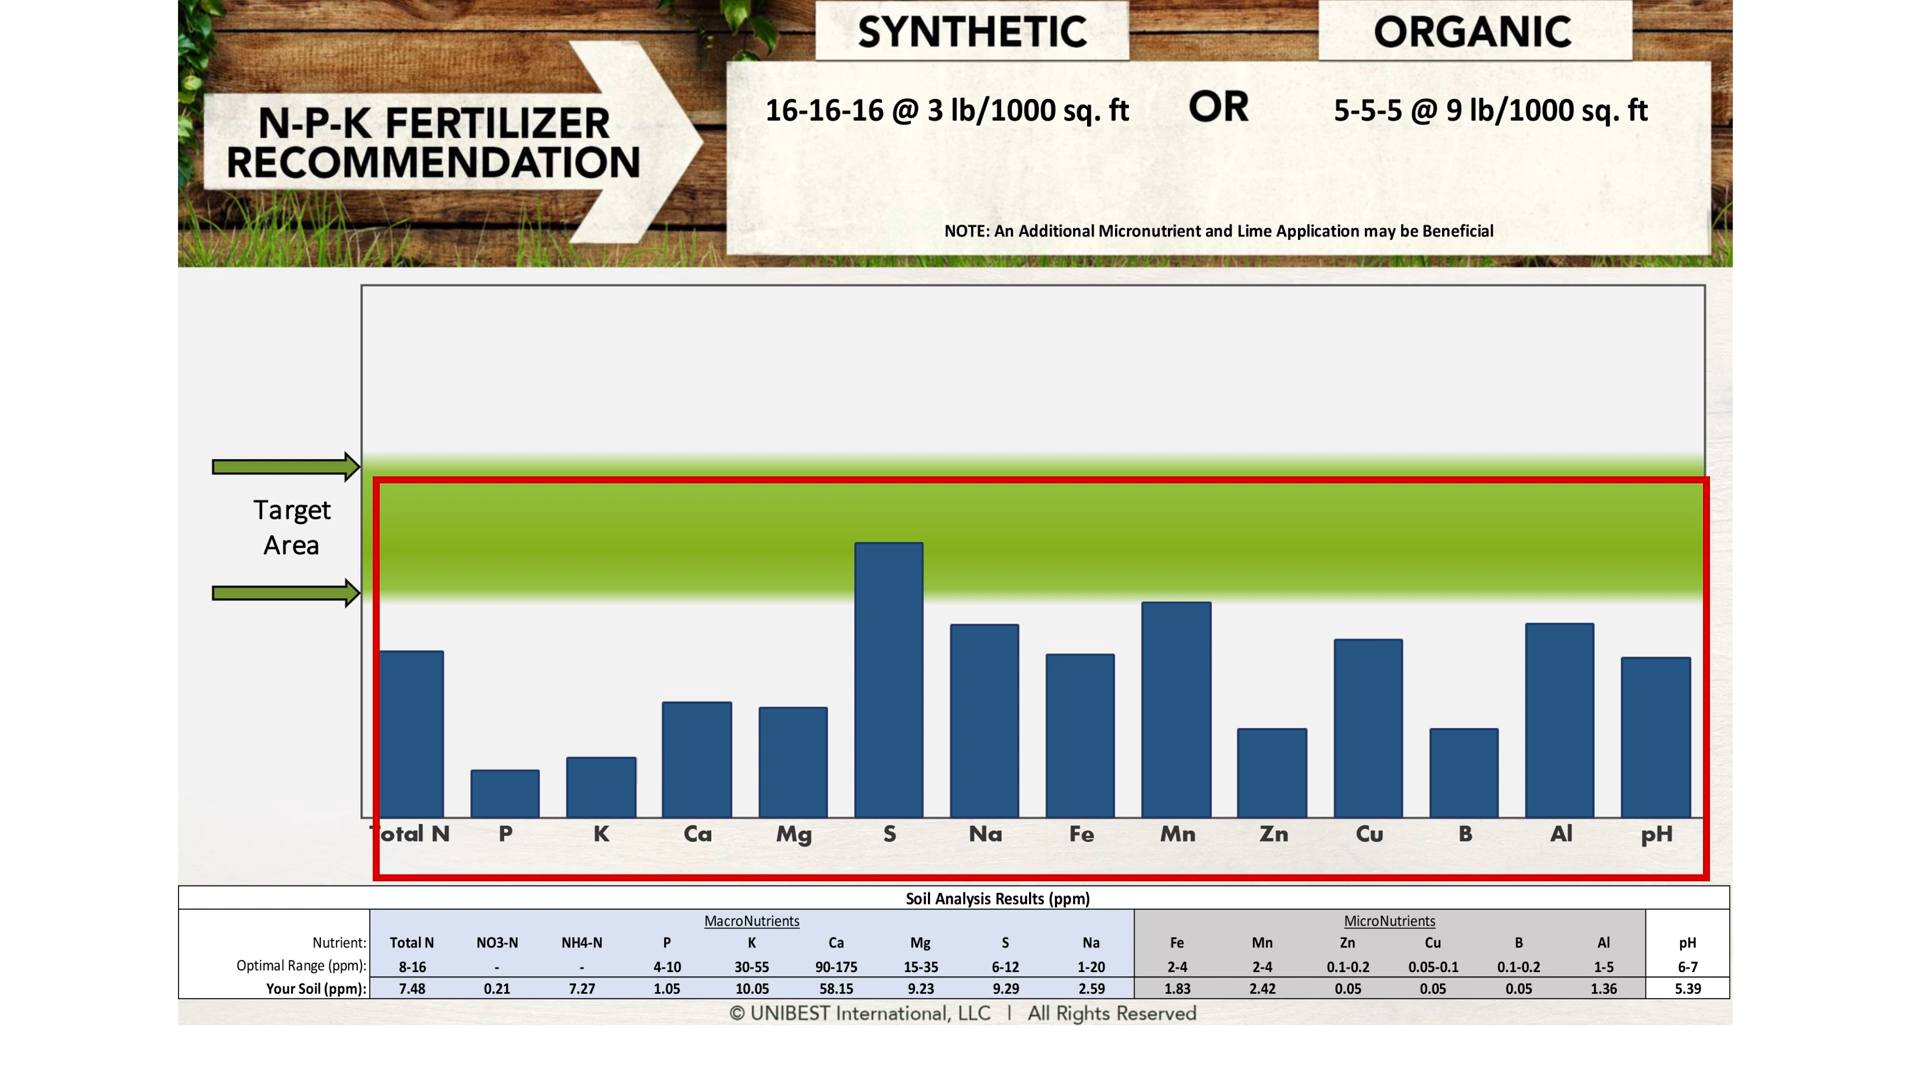 SYNTHETIC
ORGANIC
N-P-K FERTILIZER
RECOMMENDATION
16-16-16 @ 3 lb/1000 sq. ft
OR
5-5-5 @ 9 lb/1000 sq. ft
NOTE: An Additional Micronutrient and Lime Application may be Beneficial
Target
Area
Total N P K Ca Mg S Na Fe Mn Zn Cu B Al pH
Soil Analysis Results (ppm)
MacroNutrients MicroNutrients
Nutrient: Total N NO3-N NH4-N P K Ca Mg S Na Fe Mn Zn Cu B Al pH
Optimal Range (ppm): 8-16 - - 4-10 30-55 90-175 15-35 6-12 1-20 2-4 2-4 0.1-0.2 0.05-0.1 0.1-0.2 1-5 6-7
Your Soil (ppm): 7.48 0.21 7.27 1.05 10.05 58.15 9.23 9.29 2.59 1.83 2.42 0.05 0.05 0.05 1.36 5.39
© UNIBEST International, LLC | All Rights Reserved